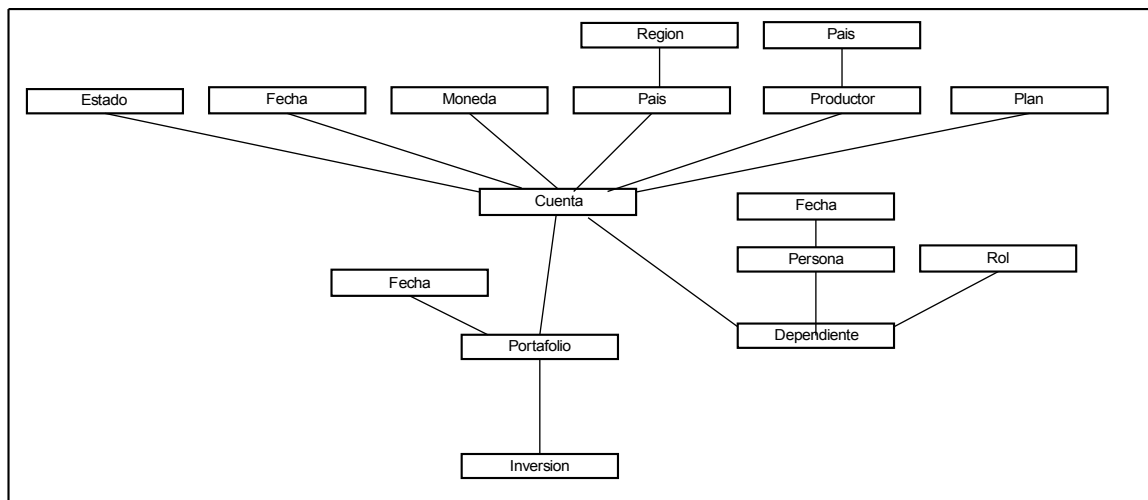 Region
Pais
Estado
Fecha
Moneda
Pais
Productor
Plan
Cuenta
Fecha
Persona
Rol
Fecha
Dependiente
Portafolio
Inversion